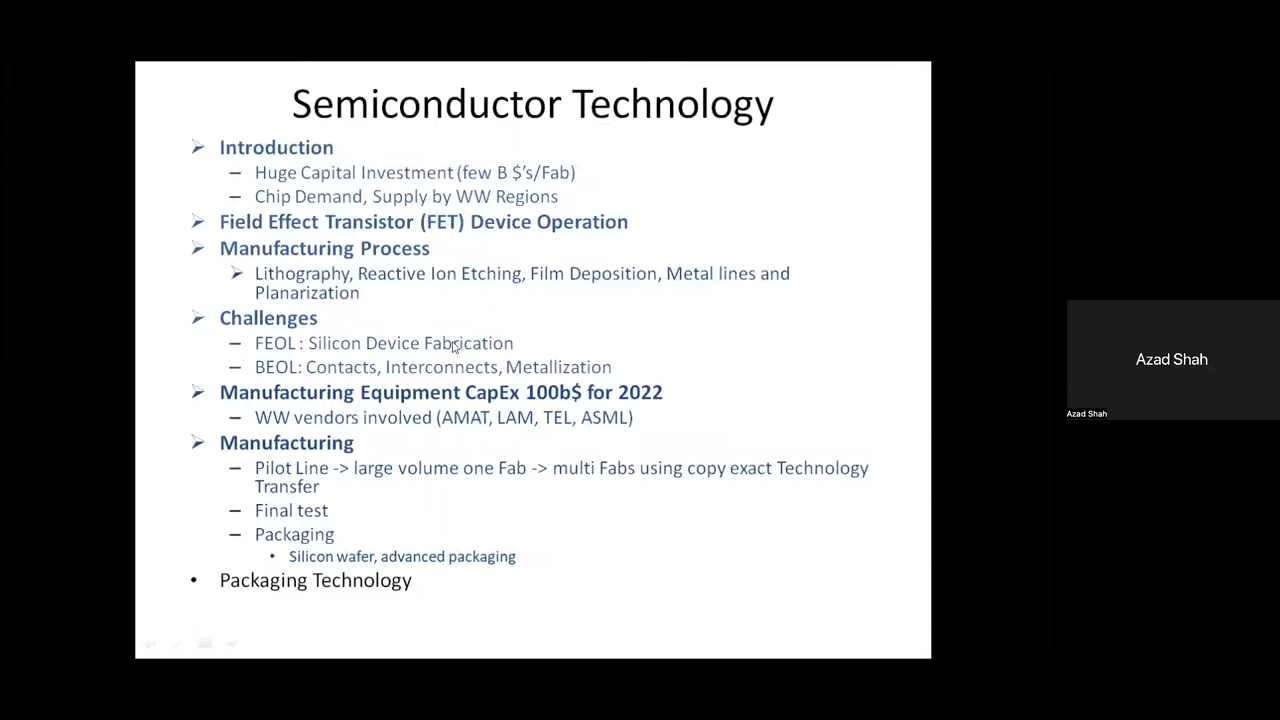 Semiconductor Technology
Introduction
– Huge Capital Investment (few B $'s/Fab)
– Chip Demand, Supply by WW Regions
Field Effect Transistor (FET) Device Operation
Manufacturing Process
Lithography, Reactive Ion Etching, Film Deposition, Metal lines and
Planarization
Challenges
– FEOL : Silicon Device Fabrication
– BEOL: Contacts, Interconnects, Metallization
Manufacturing Equipment CapEx 100b$ for 2022
– WW vendors involved (AMAT, LAM, TEL, ASML)
Manufacturing
– Pilot Line -> large volume one Fab -> multi Fabs using copy exact Technology
Transfer
– Final test
– Packaging
• Silicon wafer, advanced packaging
• Packaging Technology
Azad Shah
Azad Shah